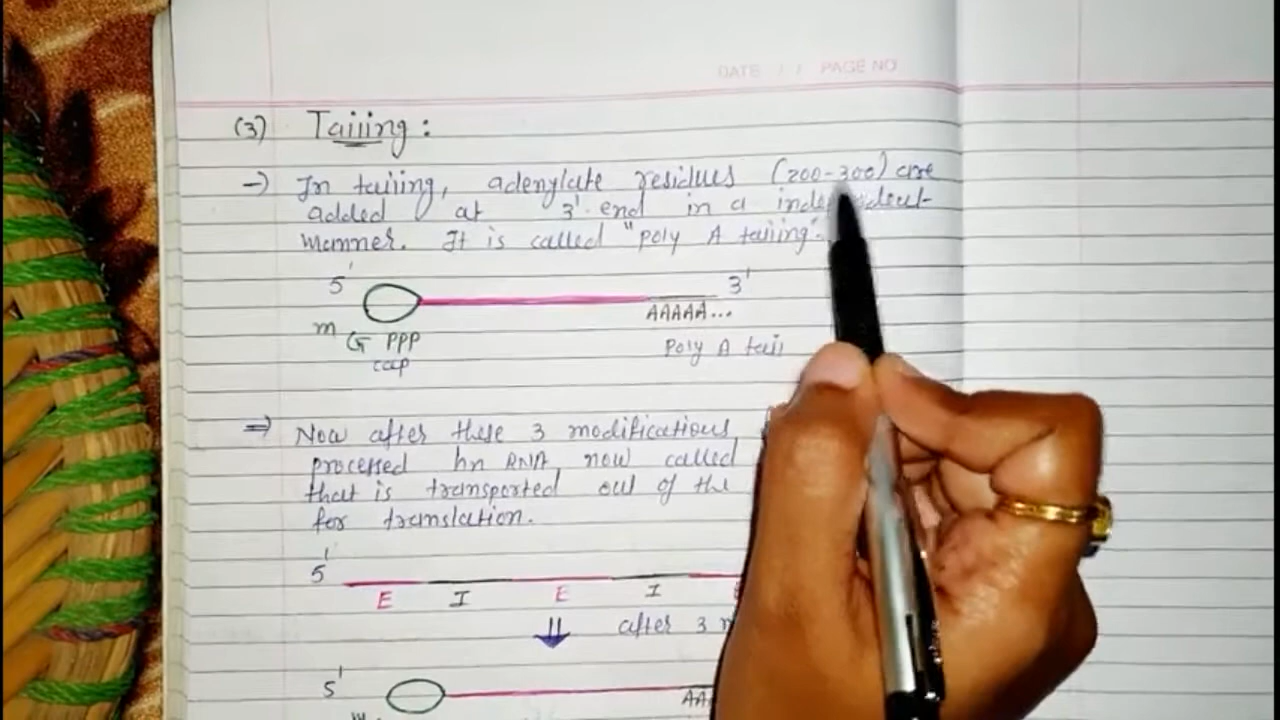 DATE / / PAGE NO
(3) Tailing :
→) In tailing, adenylate residues (200-300) are
added at 3' end in a
manner. It is called "poly A tailing".
5' 3'
AAAAA...
m G PPP
cap
Poly A tail
⇒ Now after these 3 modifications,
processed hn RNA, now called
that is transported out of the
for translation.
5'
E I E I
⇓ after 3
5'
AA